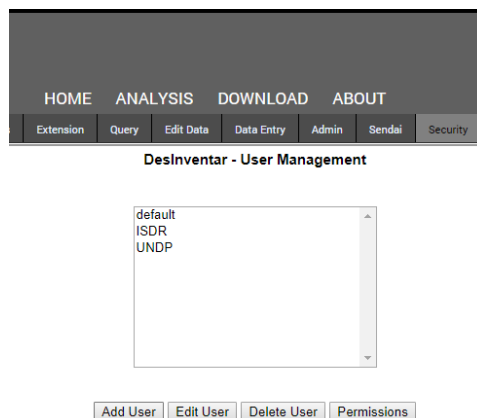 HOME ANALYSIS DOWNLOAD ABOUT
Extension Query Edit Data Data Entry Admin Sendai Security
DesInventar - User Management
default
ISDR
UNDP
Add User Edit User Delete User Permissions